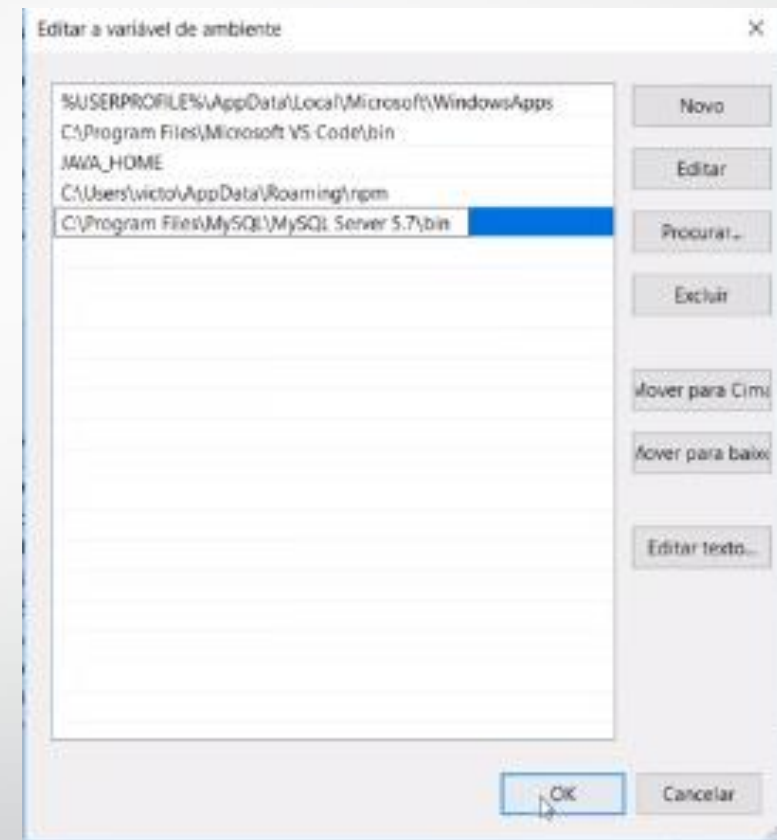 Editar a variável de ambiente
%USERPROFILE%\AppData\Local\Microsoft\WindowsApps
C:\Program Files\Microsoft VS Code\bin
JAVA_HOME
C:\Users\victo\AppData\Roaming\npm
C:\Program Files\MySQL\MySQL Server 5.7\bin
Novo
Editar
Procurar...
Excluir
Mover para Cima
Mover para baixo
Editar texto...
OK
Cancelar